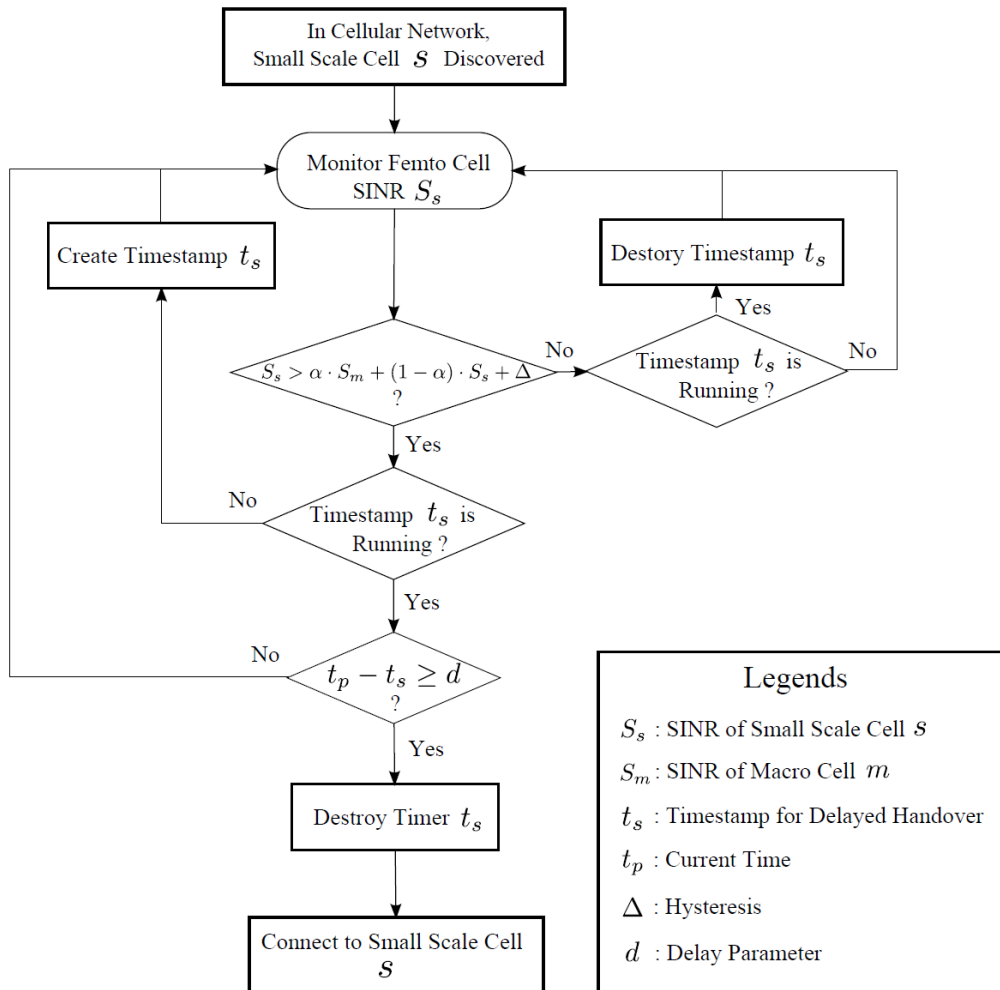 In Cellular Network,
Small Scale Cell s Discovered
Monitor Femto Cell
SINR S_s
Create Timestamp t_s
Destory Timestamp t_s
Yes
No
S_s > α · S_m + (1 − α) · S_s + Δ
?
Timestamp t_s is
Running ?
No
Yes
No
Timestamp t_s is
Running ?
Yes
No
t_p − t_s ≥ d
?
Yes
Destroy Timer t_s
Connect to Small Scale Cell
s
Legends
S_s : SINR of Small Scale Cell s
S_m : SINR of Macro Cell m
t_s : Timestamp for Delayed Handover
t_p : Current Time
Δ : Hysteresis
d : Delay Parameter